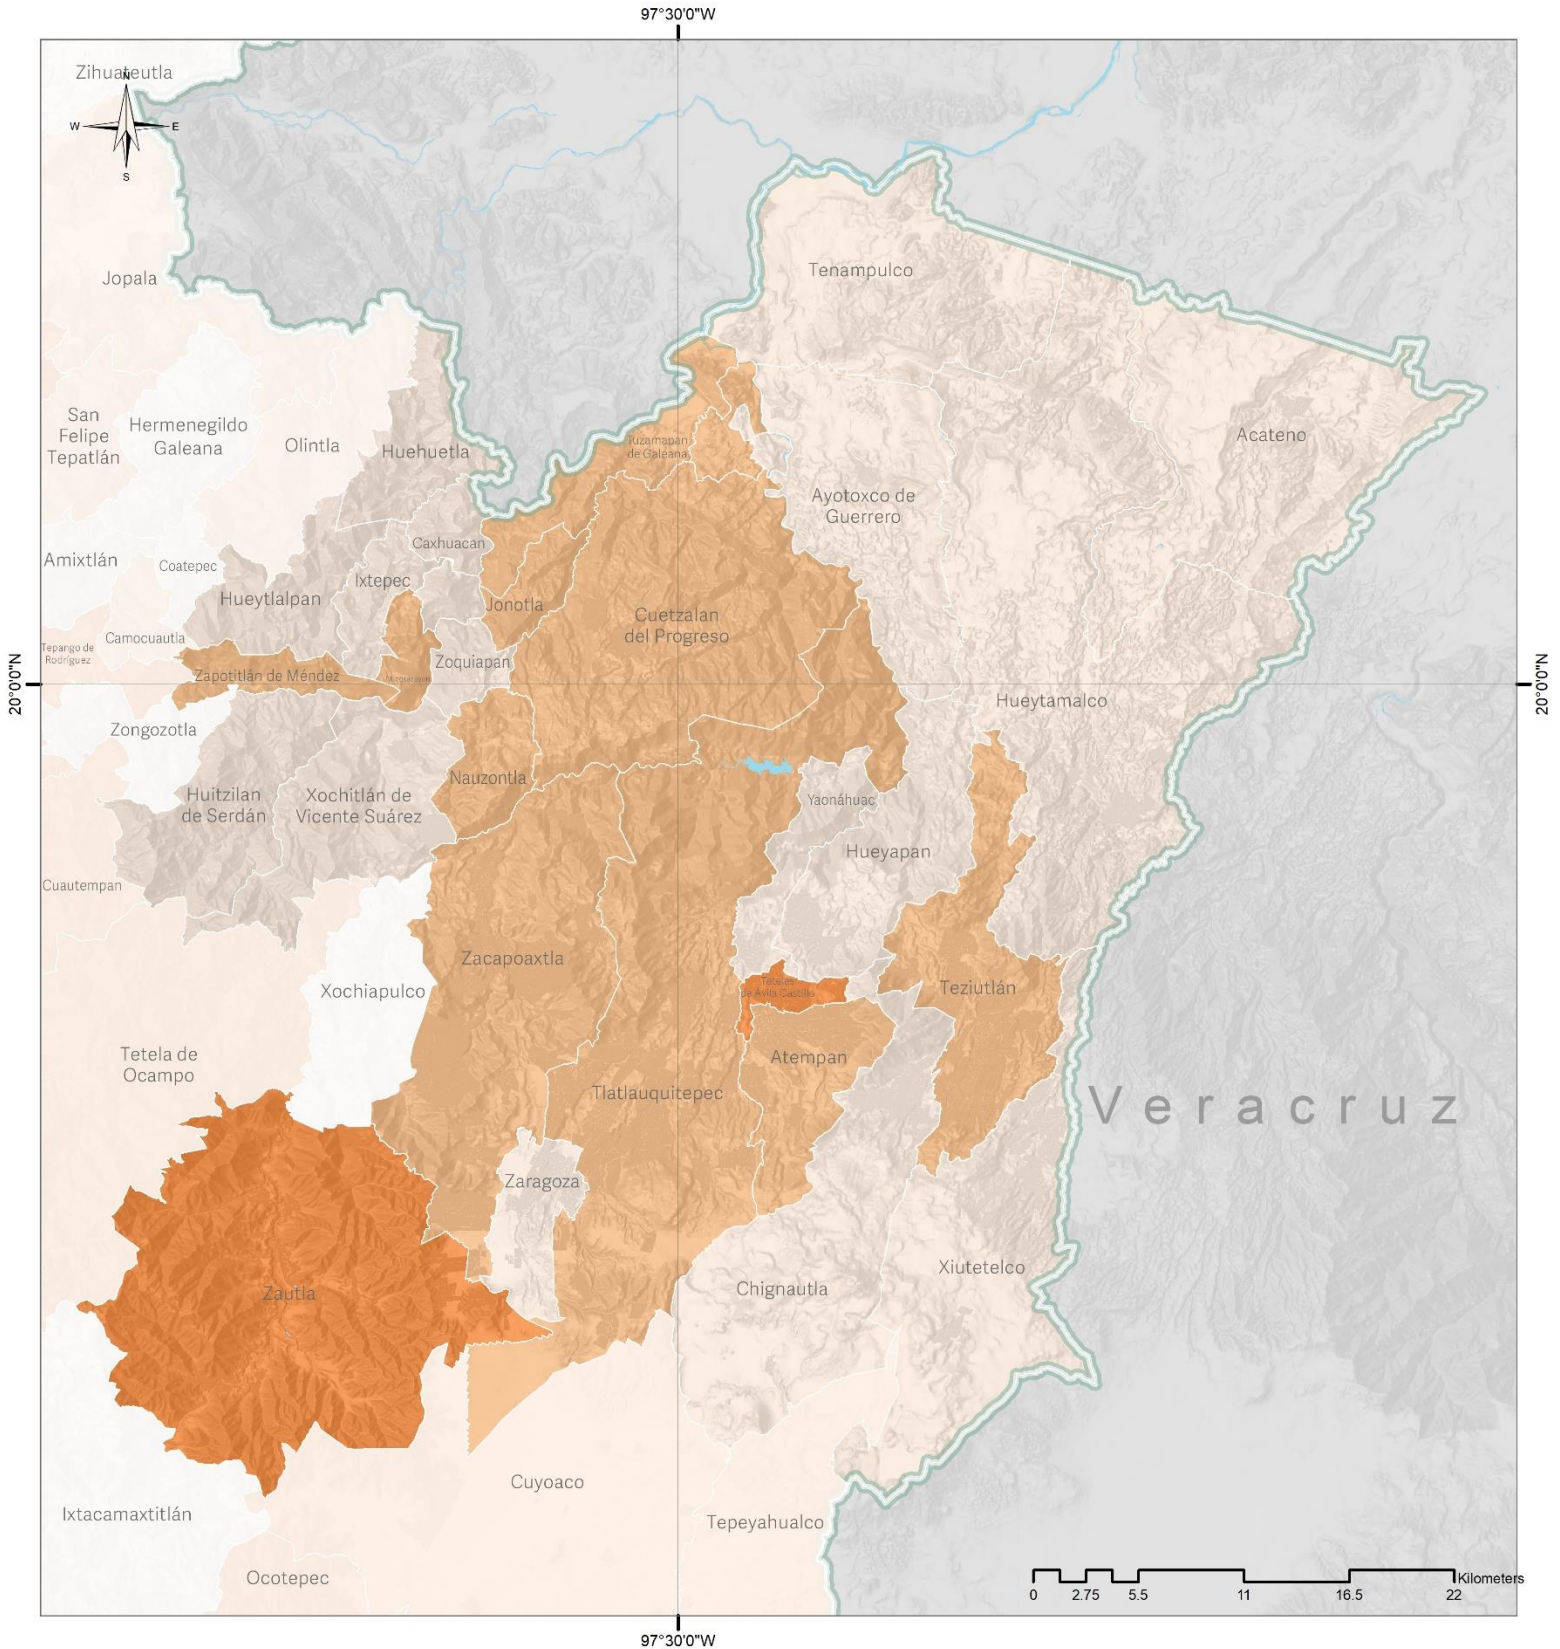 97°30'0"W
Zihuateutla
N
W
E
S
Jopala
Tenampulco
San
Felipe
Tepatlán
Hermenegildo
Galeana
Olintla
Huehuetla
Tuzamapan
de Galeana
Acateno
Ayotoxco de
Guerrero
Amixtlán
Coatepec
Caxhuacan
Ixtepec
Hueytlalpan
Jonotla
Cuetzalan
del Progreso
Camocuautla
Tepango de
Rodríguez
Zoquiapan
Zapotitlán de Méndez
20°0'0"N
20°0'0"N
Hueytamalco
Zongozotla
Nauzontla
Huitzilan
de Serdán
Xochitlán de
Vicente Suárez
Yaonáhuac
Hueyapan
Cuautempan
Zacapoaxtla
Xochiapulco
Teteles
de Avila Castillo
Teziutlán
Tetela de
Ocampo
Atempan
Tlatlauquitepec
Veracruz
Zaragoza
Zautla
Chignautla
Xiutetelco
Cuyoaco
Ixtacamaxtitlán
Tepeyahualco
Ocotepec
Kilometers
0 2.75 5.5 11 16.5 22
97°30'0"W